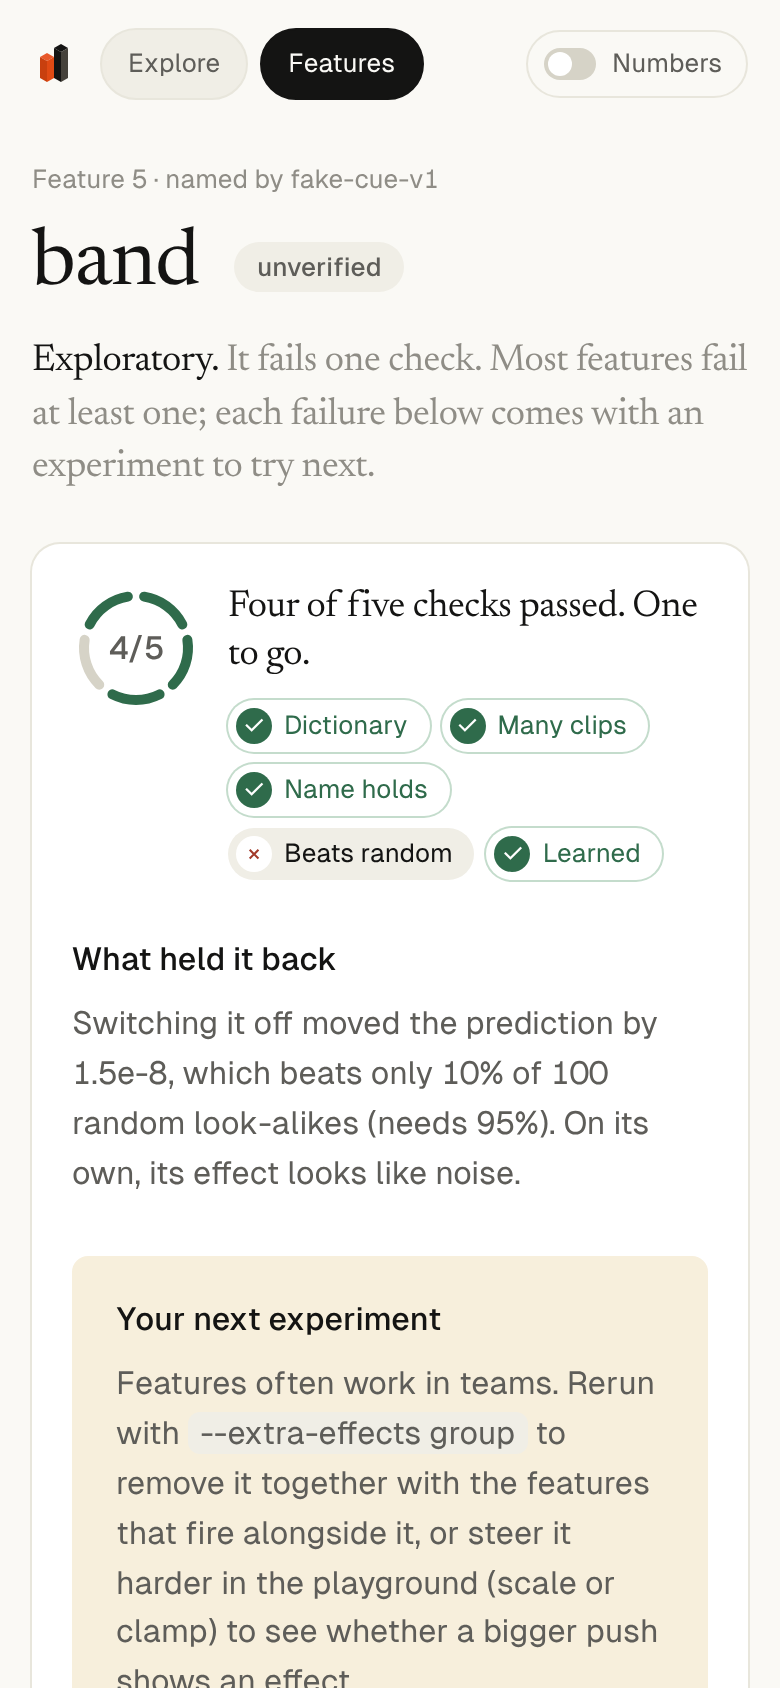 Explore
Features
Numbers
Feature 5 · named by fake-cue-v1
band
unverified
Exploratory. It fails one check. Most features fail
at least one; each failure below comes with an
experiment to try next.
4/5
Four of five checks passed. One
to go.
Dictionary
Many clips
Name holds
Beats random
Learned
What held it back
Switching it off moved the prediction by
1.5e-8, which beats only 10% of 100
random look-alikes (needs 95%). On its
own, its effect looks like noise.
Your next experiment
Features often work in teams. Rerun
with --extra-effects group to
remove it together with the features
that fire alongside it, or steer it
harder in the playground (scale or
clamp) to see whether a bigger push
shows an effect